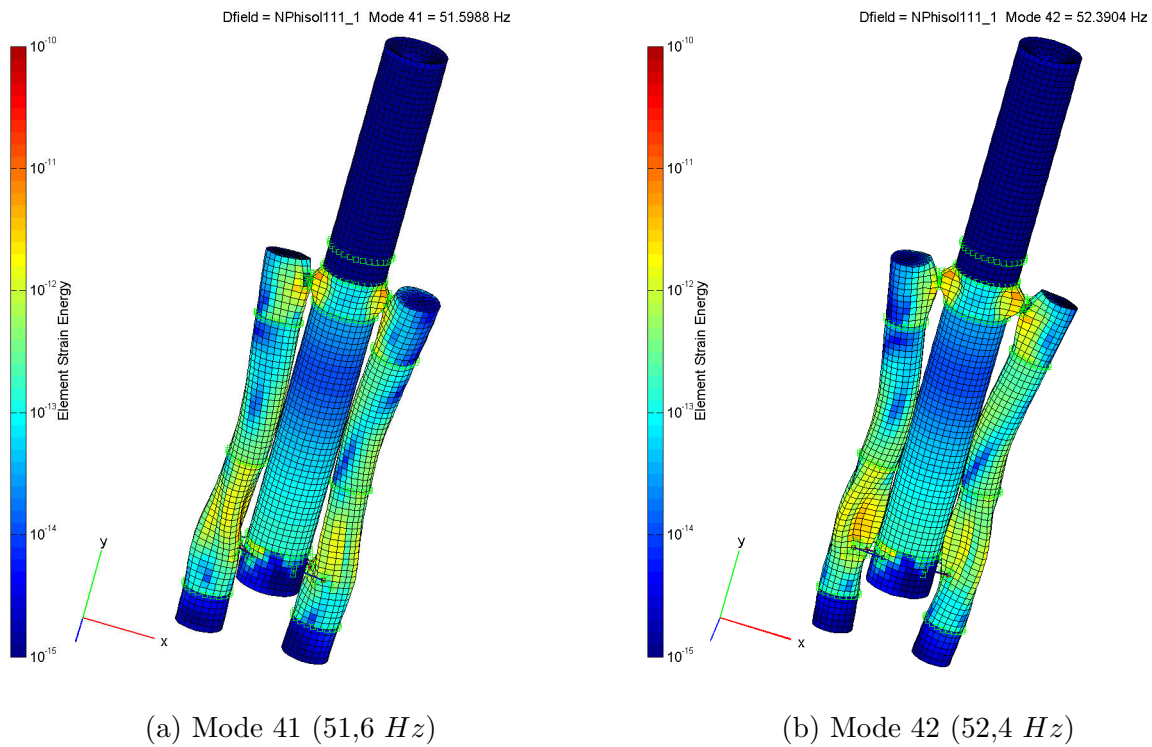 Dfield = NPhisol111_1 Mode 41 = 51.5988 Hz
10^-10
10^-11
10^-12
10^-13
10^-14
10^-15
Element Strain Energy
y
x
(a) Mode 41 (51,6 Hz)
Dfield = NPhisol111_1 Mode 42 = 52.3904 Hz
10^-10
10^-11
10^-12
10^-13
10^-14
10^-15
Element Strain Energy
y
x
(b) Mode 42 (52,4 Hz)